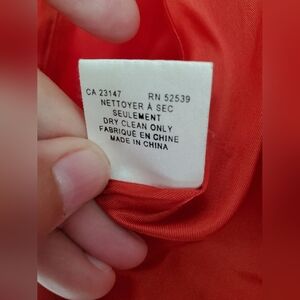 CA 23147 RN 52539
NETTOYER À SEC
SEULEMENT
DRY CLEAN ONLY
FABRIQUÉ EN CHINE
MADE IN CHINA